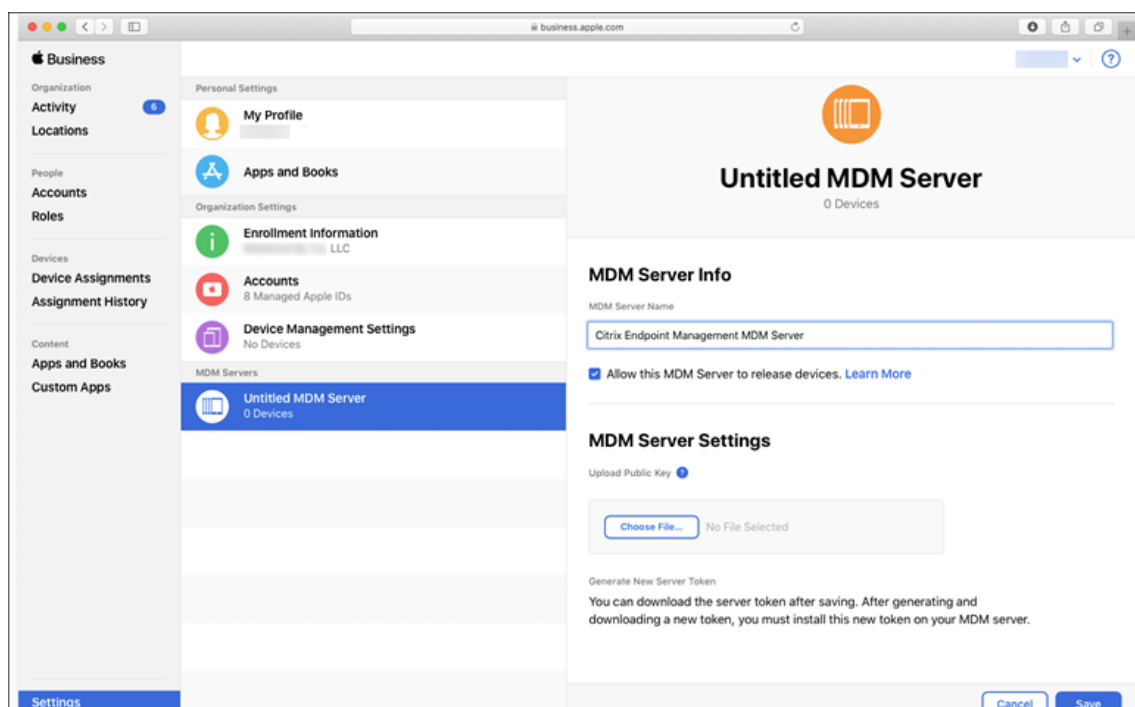 business.apple.com
Business
Organization
Activity 6
Locations
People
Accounts
Roles
Devices
Device Assignments
Assignment History
Content
Apps and Books
Custom Apps
Settings
Personal Settings
My Profile
Apps and Books
Organization Settings
Enrollment Information
LLC
Accounts
8 Managed Apple IDs
Device Management Settings
No Devices
MDM Servers
Untitled MDM Server
0 Devices
?
Untitled MDM Server
0 Devices
MDM Server Info
MDM Server Name
Citrix Endpoint Management MDM Server
Allow this MDM Server to release devices. Learn More
MDM Server Settings
Upload Public Key ?
Choose File... No File Selected
Generate New Server Token
You can download the server token after saving. After generating and
downloading a new token, you must install this new token on your MDM server.
Cancel Save